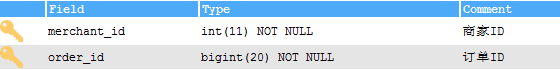 Field Type Comment
merchant_id int(11) NOT NULL 商家ID
order_id bigint(20) NOT NULL 订单ID